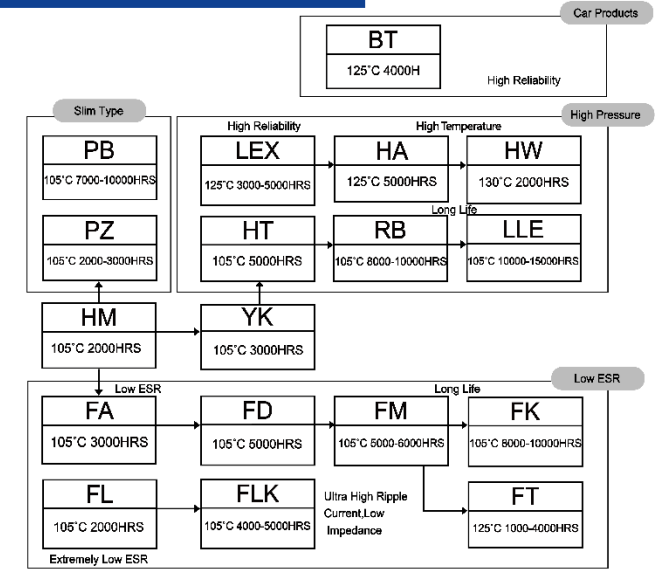 Car Products
BT
125°C 4000H
High Reliability
Slim Type
High Pressure
High Reliability
High Temperature
PB
105°C 7000-10000HRS
LEX
125°C 3000-5000HRS
HA
125°C 5000HRS
HW
130°C 2000HRS
Long Life
PZ
105°C 2000-3000HRS
HT
105°C 5000HRS
RB
105°C 8000-10000HRS
LLE
105°C 10000-15000HRS
HM
105°C 2000HRS
YK
105°C 3000HRS
Low ESR
Low ESR
Long Life
FA
105°C 3000HRS
FD
105°C 5000HRS
FM
105°C 5000-6000HRS
FK
105°C 8000-10000HRS
FL
105°C 2000HRS
FLK
105°C 4000-5000HRS
Ultra High Ripple
Current,Low
Impedance
FT
125°C 1000-4000HRS
Extremely Low ESR